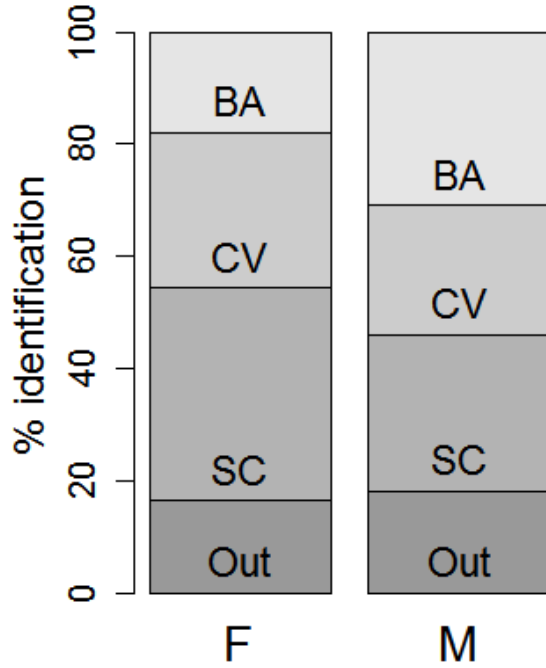 % identification
100
80
60
40
20
0
BA
CV
SC
Out
BA
CV
SC
Out
F
M